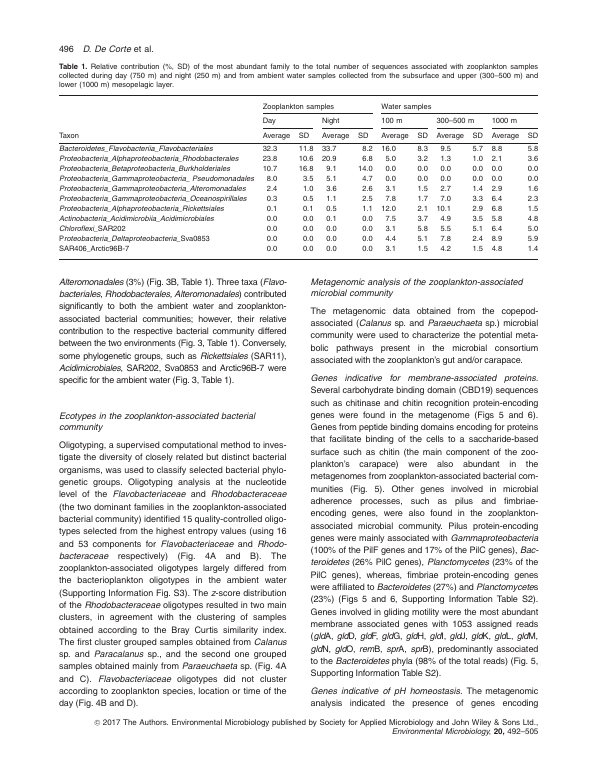 496 D. De Corte et al.
Table 1. Relative contribution (%, SD) of the most abundant family to the total number of sequences associated with zooplankton samples
collected during day (750 m) and night (250 m) and from ambient water samples collected from the subsurface and upper (300–500 m) and
lower (1000 m) mesopelagic layer.
Zooplankton samples Water samples
Day Night 100 m 300–500 m 1000 m
Taxon Average SD Average SD Average SD Average SD Average SD
Bacteroidetes_Flavobacteria_Flavobacteriales 32.3 11.8 33.7 8.2 16.0 8.3 9.5 5.7 8.8 5.8
Proteobacteria_Alphaproteobacteria_Rhodobacterales 23.8 10.6 20.9 6.8 5.0 3.2 1.3 1.0 2.1 3.6
Proteobacteria_Betaproteobacteria_Burkholderiales 10.7 16.8 9.1 14.0 0.0 0.0 0.0 0.0 0.0 0.0
Proteobacteria_Gammaproteobacteria_ Pseudomonadales 8.0 3.5 5.1 4.7 0.0 0.0 0.0 0.0 0.0 0.0
Proteobacteria_Gammaproteobacteria_Alteromonadales 2.4 1.0 3.6 2.6 3.1 1.5 2.7 1.4 2.9 1.6
Proteobacteria_Gammaproteobacteria_Oceanospirillales 0.3 0.5 1.1 2.5 7.8 1.7 7.0 3.3 6.4 2.3
Proteobacteria_Alphaproteobacteria_Rickettsiales 0.1 0.1 0.5 1.1 12.0 2.1 10.1 2.9 6.8 1.5
Actinobacteria_Acidimicrobiia_Acidimicrobiales 0.0 0.0 0.1 0.0 7.5 3.7 4.9 3.5 5.8 4.8
Chloroflexi_SAR202 0.0 0.0 0.0 0.0 3.1 5.8 5.5 5.1 6.4 5.0
Proteobacteria_Deltaproteobacteria_Sva0853 0.0 0.0 0.0 0.0 4.4 5.1 7.8 2.4 8.9 5.9
SAR406_Arctic96B-7 0.0 0.0 0.0 0.0 3.1 1.5 4.2 1.5 4.8 1.4
Alteromonadales (3%) (Fig. 3B, Table 1). Three taxa (Flavo-
bacteriales, Rhodobacterales, Alteromonadales) contributed
significantly to both the ambient water and zooplankton-
associated bacterial communities; however, their relative
contribution to the respective bacterial community differed
between the two environments (Fig. 3, Table 1). Conversely,
some phylogenetic groups, such as Rickettsiales (SAR11),
Acidimicrobiales, SAR202, Sva0853 and Arctic96B-7 were
specific for the ambient water (Fig. 3, Table 1).
Ecotypes in the zooplankton-associated bacterial
community
Oligotyping, a supervised computational method to inves-
tigate the diversity of closely related but distinct bacterial
organisms, was used to classify selected bacterial phylo-
genetic groups. Oligotyping analysis at the nucleotide
level of the Flavobacteriaceae and Rhodobacteraceae
(the two dominant families in the zooplankton-associated
bacterial community) identified 15 quality-controlled oligo-
types selected from the highest entropy values (using 16
and 53 components for Flavobacteriaceae and Rhodo-
bacteraceae respectively) (Fig. 4A and B). The
zooplankton-associated oligotypes largely differed from
the bacterioplankton oligotypes in the ambient water
(Supporting Information Fig. S3). The z-score distribution
of the Rhodobacteraceae oligotypes resulted in two main
clusters, in agreement with the clustering of samples
obtained according to the Bray Curtis similarity index.
The first cluster grouped samples obtained from Calanus
sp. and Paracalanus sp., and the second one grouped
samples obtained mainly from Paraeuchaeta sp. (Fig. 4A
and C). Flavobacteriaceae oligotypes did not cluster
according to zooplankton species, location or time of the
day (Fig. 4B and D).
Metagenomic analysis of the zooplankton-associated
microbial community
The metagenomic data obtained from the copepod-
associated (Calanus sp. and Paraeuchaeta sp.) microbial
community were used to characterize the potential meta-
bolic pathways present in the microbial consortium
associated with the zooplankton's gut and/or carapace.
Genes indicative for membrane-associated proteins.
Several carbohydrate binding domain (CBD19) sequences
such as chitinase and chitin recognition protein-encoding
genes were found in the metagenome (Figs 5 and 6).
Genes from peptide binding domains encoding for proteins
that facilitate binding of the cells to a saccharide-based
surface such as chitin (the main component of the zoo-
plankton's carapace) were also abundant in the
metagenomes from zooplankton-associated bacterial com-
munities (Fig. 5). Other genes involved in microbial
adherence processes, such as pilus and fimbriae-
encoding genes, were also found in the zooplankton-
associated microbial community. Pilus protein-encoding
genes were mainly associated with Gammaproteobacteria
(100% of the PilF genes and 17% of the PilC genes), Bac-
teroidetes (26% PilC genes), Planctomycetes (23% of the
PilC genes), whereas, fimbriae protein-encoding genes
were affiliated to Bacteroidetes (27%) and Planctomycetes
(23%) (Figs 5 and 6, Supporting Information Table S2).
Genes involved in gliding motility were the most abundant
membrane associated genes with 1053 assigned reads
(gldA, gldD, gldF, gldG, gldH, gldI, gldJ, gldK, gldL, gldM,
gldN, gldO, remB, sprA, sprB), predominantly associated
to the Bacteroidetes phyla (98% of the total reads) (Fig. 5,
Supporting Information Table S2).
Genes indicative of pH homeostasis. The metagenomic
analysis indicated the presence of genes encoding
© 2017 The Authors. Environmental Microbiology published by Society for Applied Microbiology and John Wiley & Sons Ltd.,
Environmental Microbiology, 20, 492–505